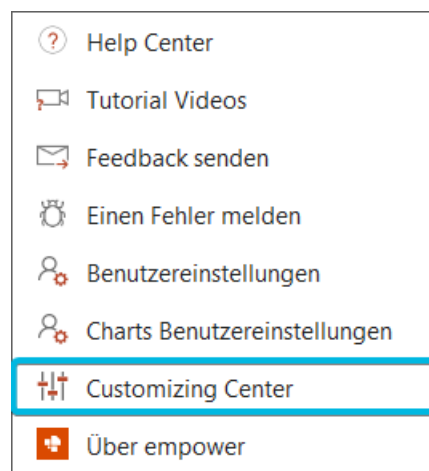 Help Center
Tutorial Videos
Feedback senden
Einen Fehler melden
Benutzereinstellungen
Charts Benutzereinstellungen
Customizing Center
Über empower